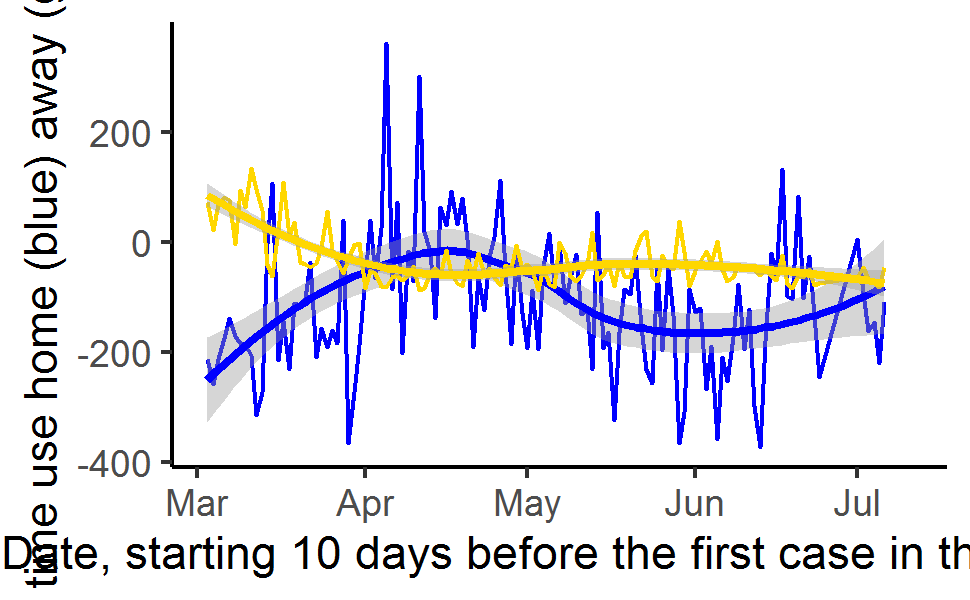 time use home (blue) away (
200
0
-200
-400
Mar Apr May Jun Jul
Date, starting 10 days before the first case in th